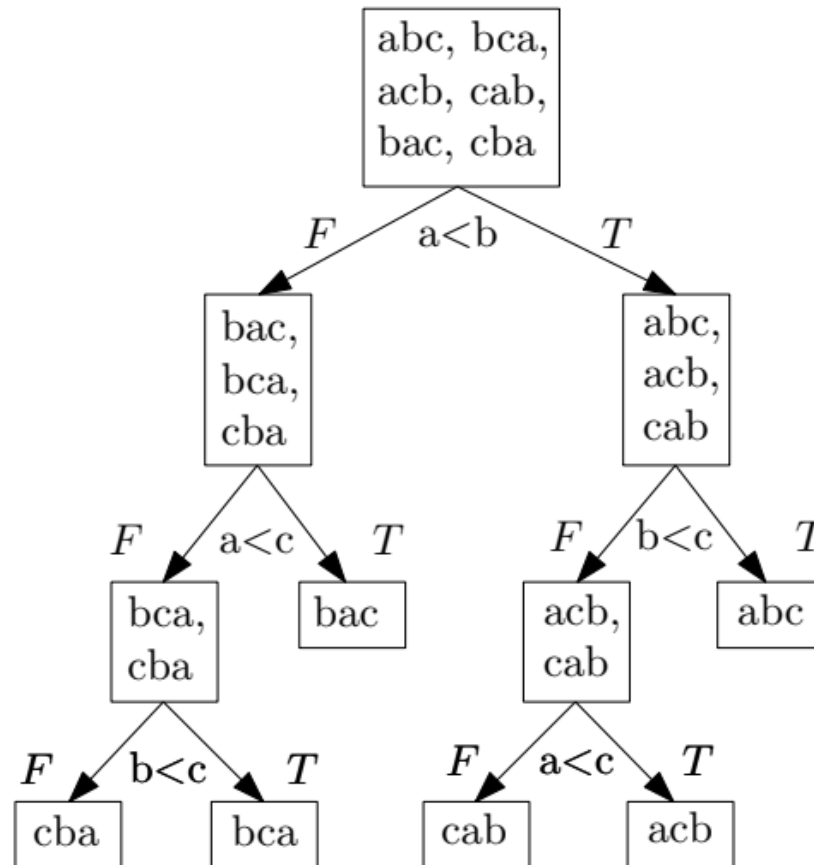 abc, bca,
acb, cab,
bac, cba
F a<b T
bac,
bca,
cba
abc,
acb,
cab
F a<c T
F b<c T
bca,
cba
bac
acb,
cab
abc
F b<c T
F a<c T
cba
bca
cab
acb